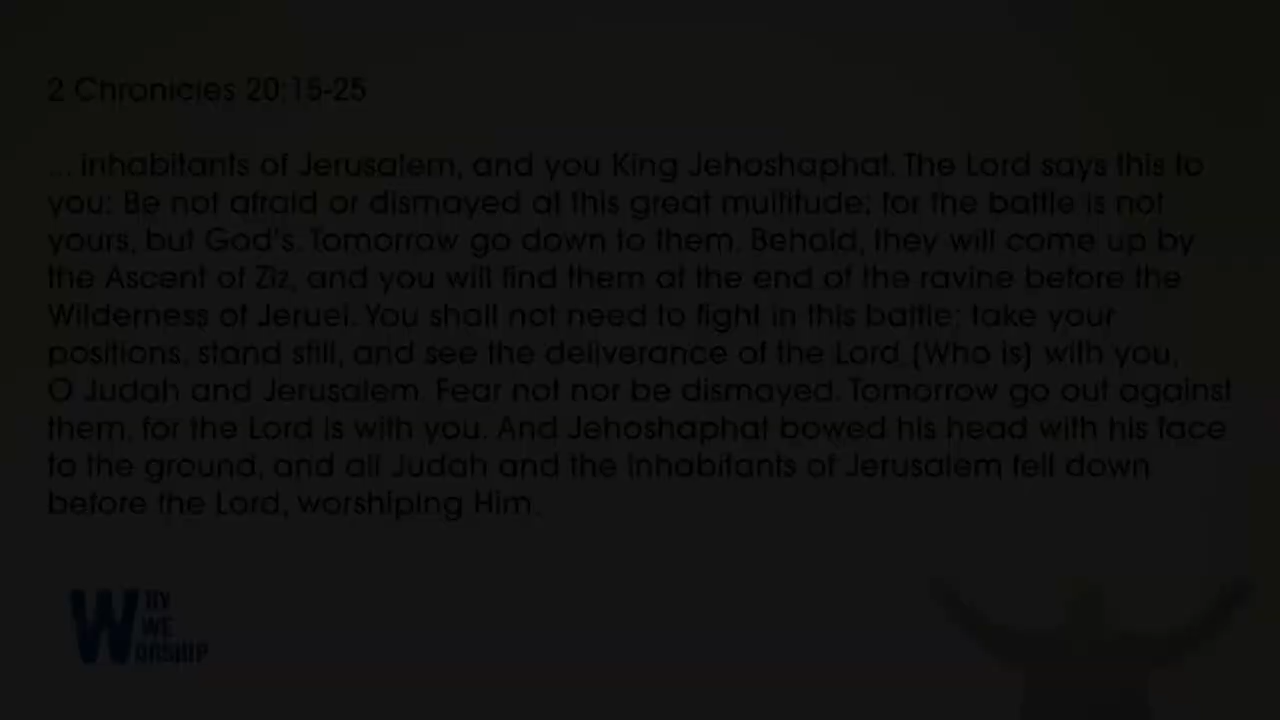 2 Chronicles 20:15-25
... inhabitants of Jerusalem, and you King Jehoshaphat. The Lord says this to
you: Be not afraid or dismayed at this great multitude; for the battle is not
yours, but God's. Tomorrow go down to them. Behold, they will come up by
the Ascent of Ziz, and you will find them at the end of the ravine before the
Wilderness of Jeruel. You shall not need to fight in this battle; take your
positions, stand still, and see the deliverance of the Lord [Who is] with you,
O Judah and Jerusalem. Fear not nor be dismayed. Tomorrow go out against
them, for the Lord is with you. And Jehoshaphat bowed his head with his face
to the ground, and all Judah and the inhabitants of Jerusalem fell down
before the Lord, worshiping Him.
WHY
WE
WORSHIP